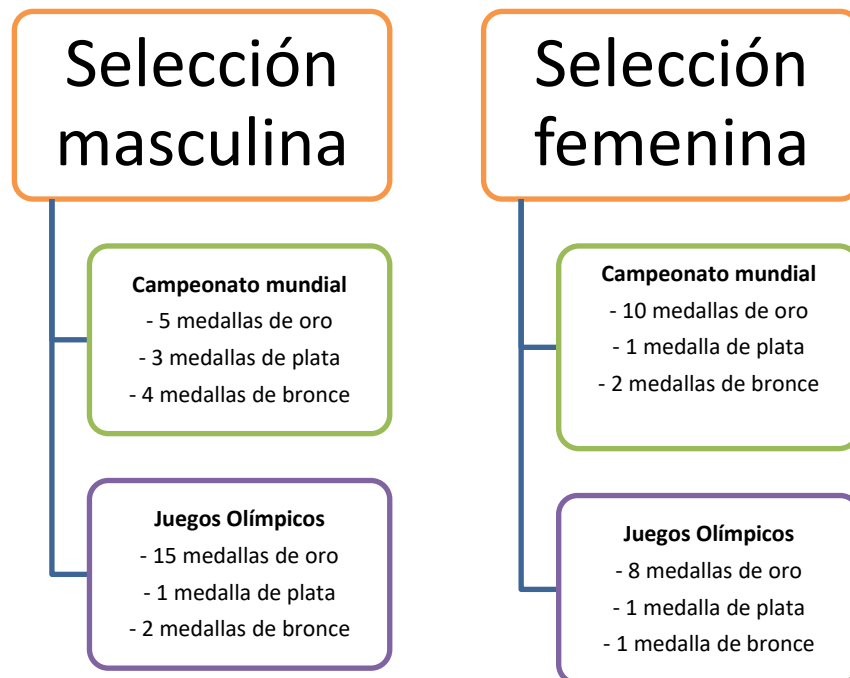 Selección
masculina
Campeonato mundial
- 5 medallas de oro
- 3 medallas de plata
- 4 medallas de bronce
Juegos Olímpicos
- 15 medallas de oro
- 1 medalla de plata
- 2 medallas de bronce
Selección
femenina
Campeonato mundial
- 10 medallas de oro
- 1 medalla de plata
- 2 medallas de bronce
Juegos Olímpicos
- 8 medallas de oro
- 1 medalla de plata
- 1 medalla de bronce